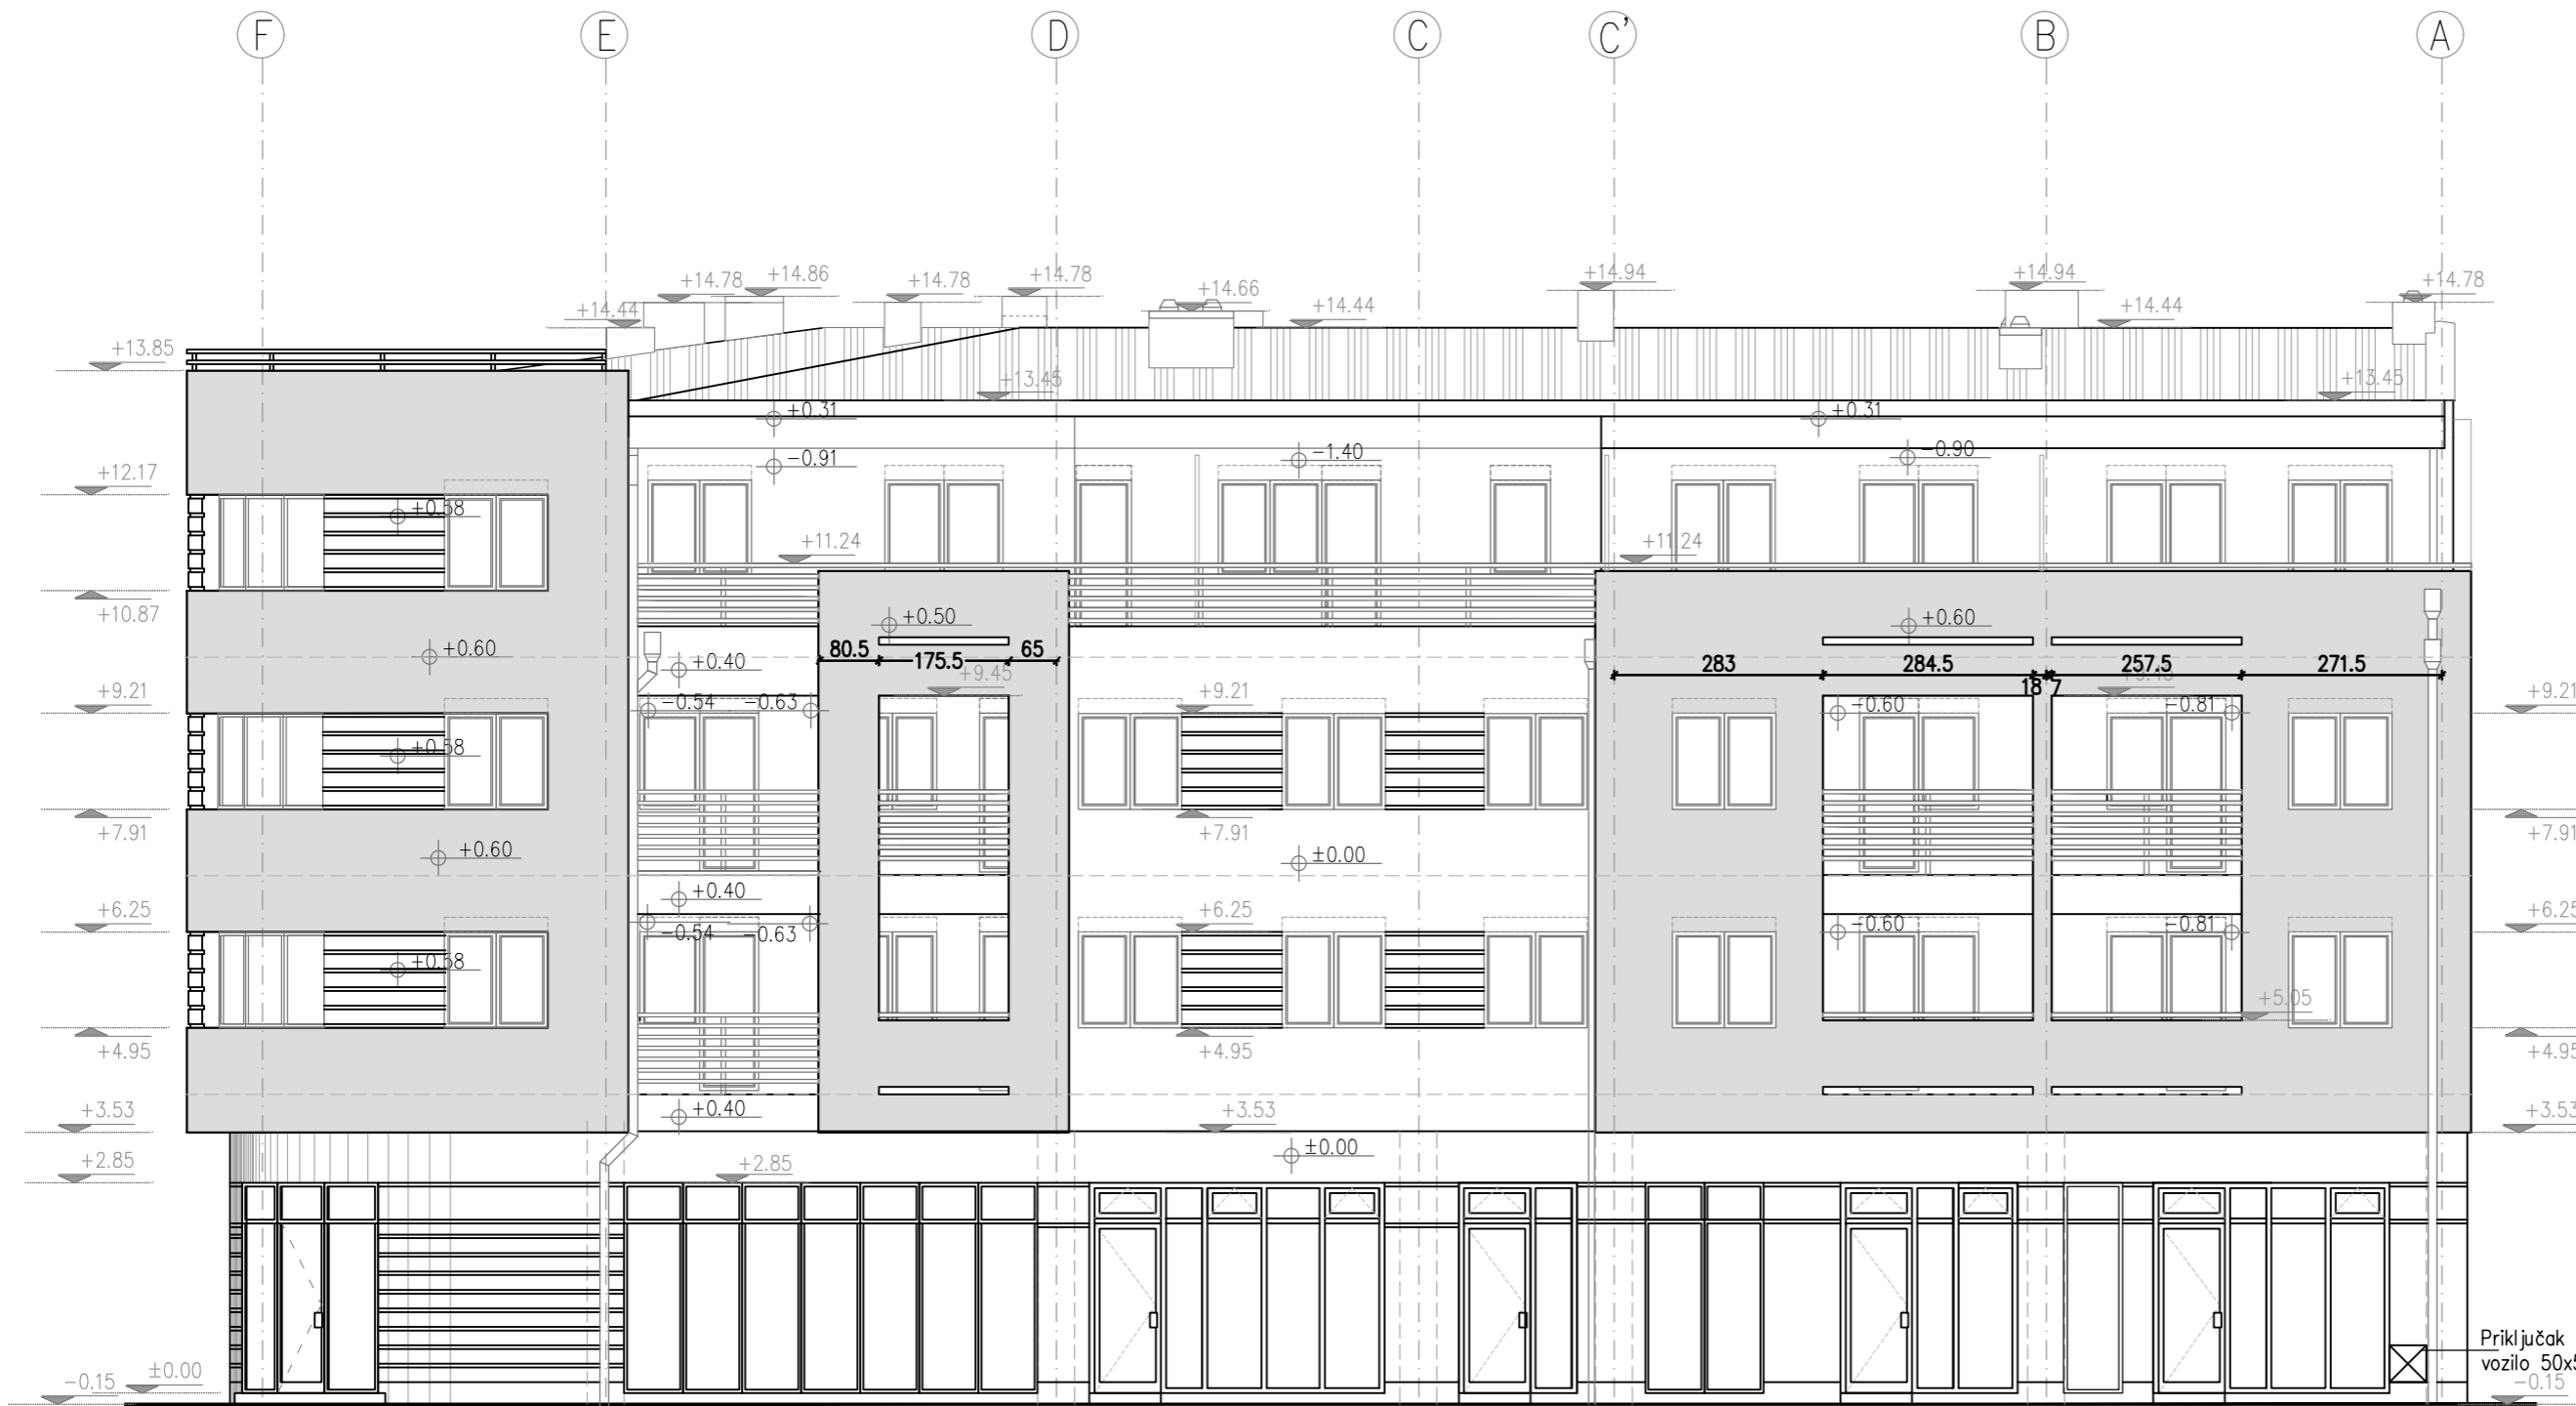 F E D C C' B A
+14.78 +14.86 +14.78 +14.78 +14.66 +14.94 +14.94 +14.78
+14.44 +14.44 +14.44
+13.85 +13.45 +13.45
+0.31 +0.31
-0.91 -1.40 -0.90
+12.17
+0.58
+11.24 +11.24
+10.87 +0.50 +0.60
+0.60 +0.40 80.5 175.5 65 283 284.5 18 7 257.5 271.5
+9.45
+9.21 -0.54 -0.63 +9.21 -0.60 -0.81 +9.21
+0.58
+7.91 +7.91 +7.91
+0.60 ±0.00
+0.40
+6.25 +6.25 +6.25
-0.54 -0.63 -0.60 -0.81
+0.58
+5.05
+4.95 +4.95 +4.95
+3.53 +0.40 +3.53 +3.53
±0.00
+2.85 +2.85
Priključak
vozilo
±0.00
-0.15 -0.15